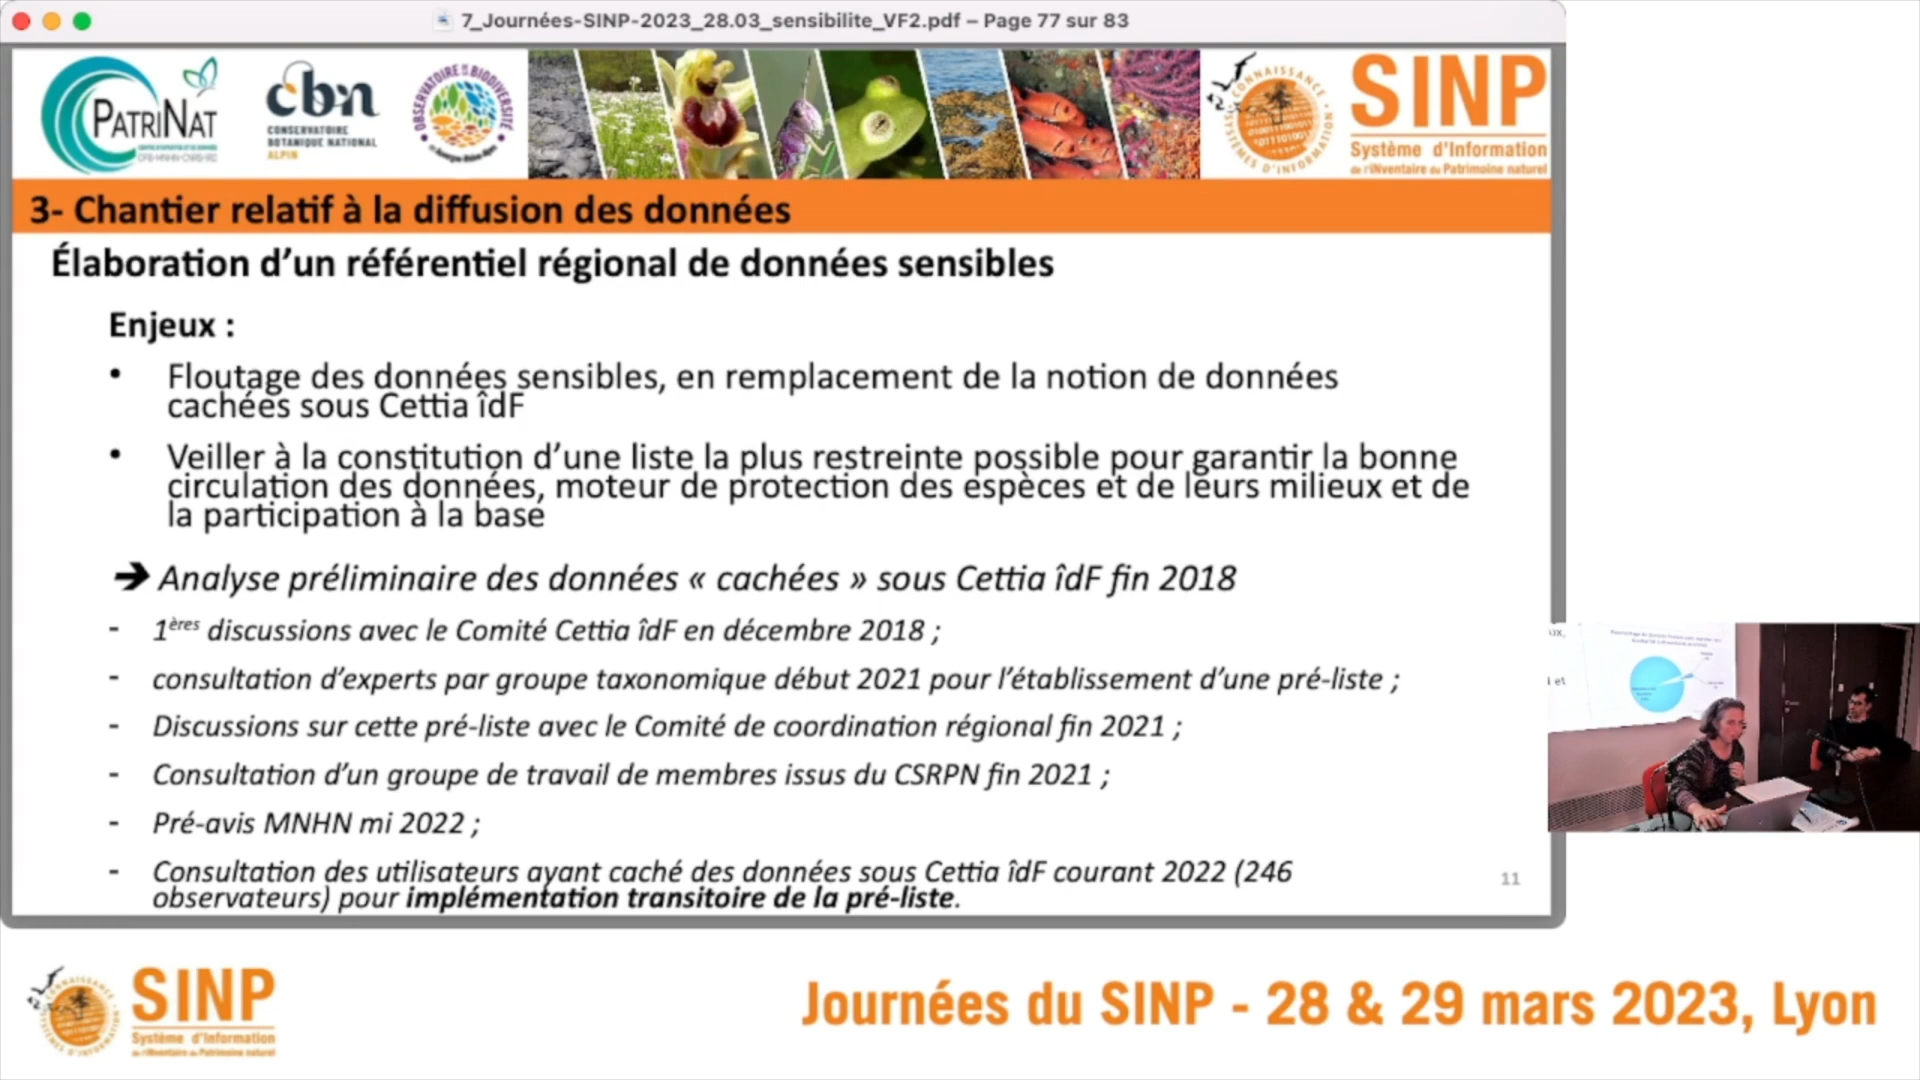 7_Journées-SINP-2023_28.03_sensibilite_VF2.pdf – Page 77 sur 83
PATRINAT
cbn
CONSERVATOIRE
BOTANIQUE NATIONAL
ALPIN
OBSERVATOIRE DE LA BIODIVERSITÉ
CONNAISSANCE
SYSTÈMES D'INFORMATION
SINP
Système d'Information
de l'iNventaire du Patrimoine naturel
3- Chantier relatif à la diffusion des données
Élaboration d’un référentiel régional de données sensibles
Enjeux :
• Floutage des données sensibles, en remplacement de la notion de données
cachées sous Cettia îdF
• Veiller à la constitution d’une liste la plus restreinte possible pour garantir la bonne
circulation des données, moteur de protection des espèces et de leurs milieux et de
la participation à la base
➔ Analyse préliminaire des données « cachées » sous Cettia îdF fin 2018
- 1ères discussions avec le Comité Cettia îdF en décembre 2018 ;
- consultation d’experts par groupe taxonomique début 2021 pour l’établissement d’une pré-liste ;
- Discussions sur cette pré-liste avec le Comité de coordination régional fin 2021 ;
- Consultation d’un groupe de travail de membres issus du CSRPN fin 2021 ;
- Pré-avis MNHN mi 2022 ;
- Consultation des utilisateurs ayant caché des données sous Cettia îdF courant 2022 (246
observateurs) pour implémentation transitoire de la pré-liste.
11
SINP
Système d'Information
de l'iNventaire du Patrimoine naturel
Journées du SINP - 28 & 29 mars 2023, Lyon